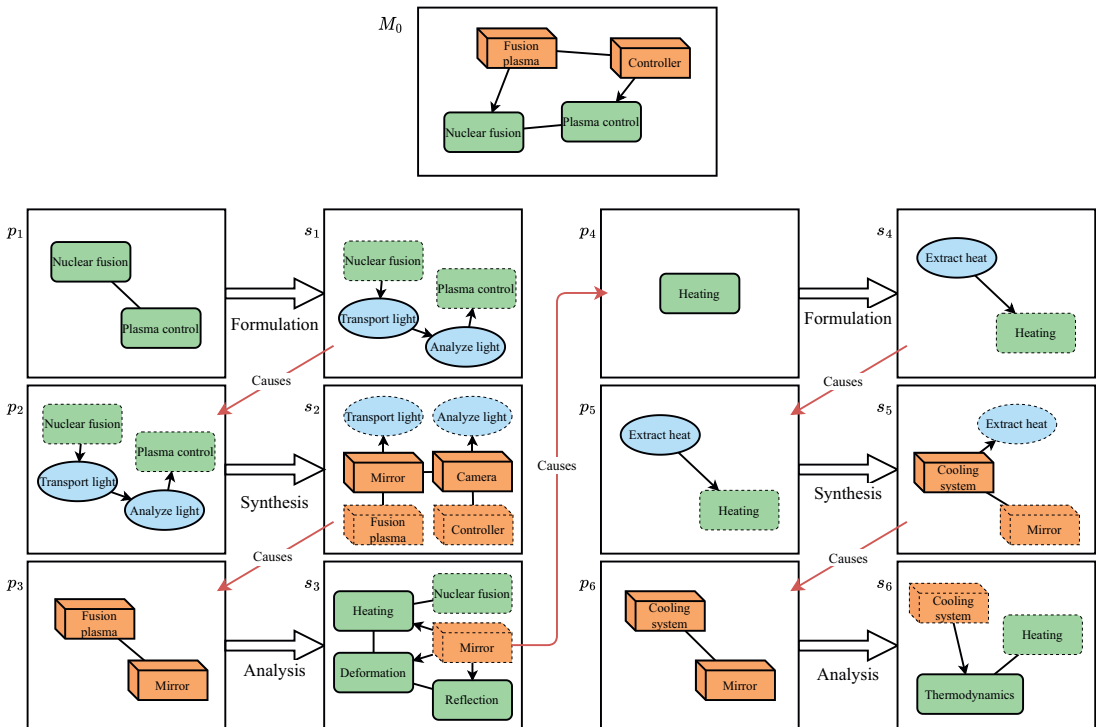 M0
Fusion
plasma
Controller
Nuclear fusion
Plasma control
p1
Nuclear fusion
Plasma control
Formulation
s1
Nuclear fusion
Plasma control
Transport light
Analyze light
Causes
p2
Nuclear fusion
Plasma control
Transport light
Analyze light
Synthesis
s2
Transport light
Analyze light
Mirror
Camera
Fusion
plasma
Controller
Causes
p3
Fusion
plasma
Mirror
Analysis
s3
Heating
Nuclear fusion
Mirror
Deformation
Reflection
Causes
p4
Heating
Formulation
s4
Extract heat
Heating
Causes
p5
Extract heat
Heating
Synthesis
s5
Extract heat
Cooling
system
Mirror
Causes
p6
Cooling
system
Mirror
Analysis
s6
Cooling
system
Heating
Thermodynamics